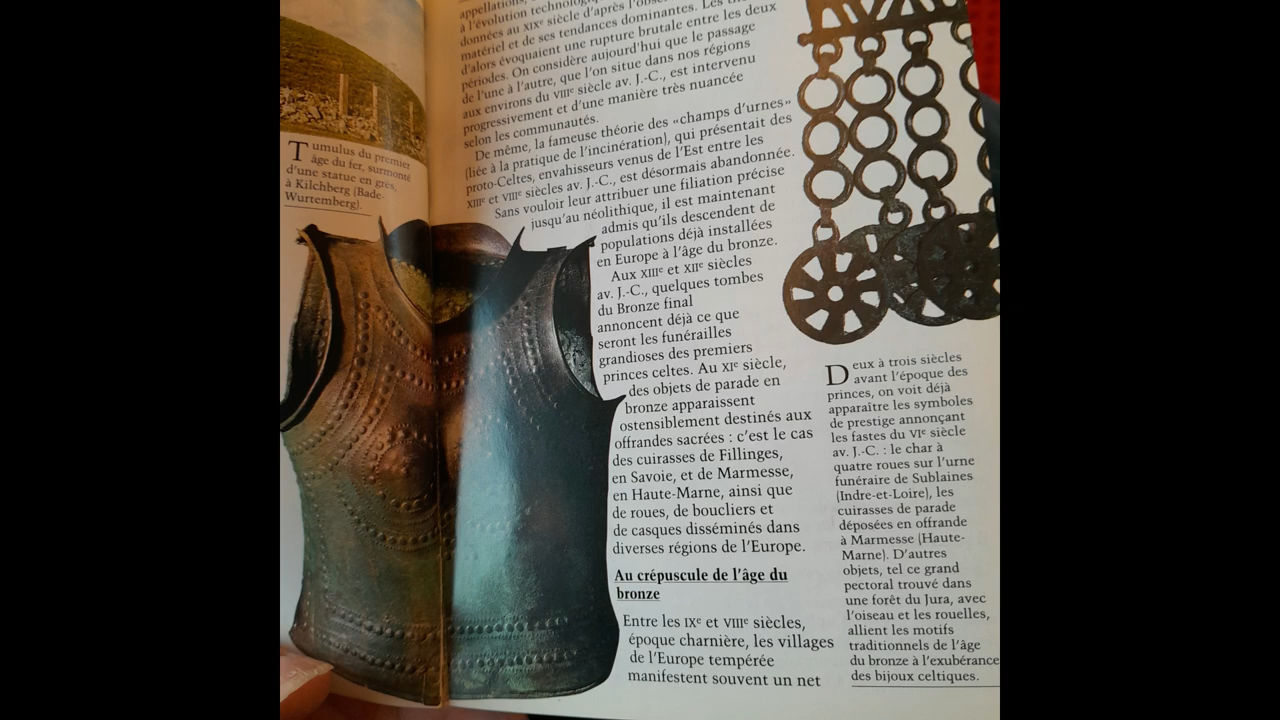 Tumulus du premier
âge du fer, surmonté
d'une statue en grès,
à Kilchberg (Bade-
Wurtemberg).
appellations,
à l'évolution technologi
données au XIXe siècle d'après l'obse
matériel et de ses tendances dominantes. Les
d'alors évoquaient une rupture brutale entre les deux
périodes. On considère aujourd'hui que le passage
de l'une à l'autre, que l'on situe dans nos régions
aux environs du VIIIe siècle av. J.-C., est intervenu
progressivement et d'une manière très nuancée
selon les communautés.
De même, la fameuse théorie des «champs d'urnes»
(liée à la pratique de l'incinération), qui présentait des
proto-Celtes, envahisseurs venus de l'Est entre les
XIIIe et VIIIe siècles av. J.-C., est désormais abandonnée.
Sans vouloir leur attribuer une filiation précise
jusqu'au néolithique, il est maintenant
admis qu'ils descendent de
populations déjà installées
en Europe à l'âge du bronze.
Aux XIIIe et XIIe siècles
av. J.-C., quelques tombes
du Bronze final
annoncent déjà ce que
seront les funérailles
grandioses des premiers
princes celtes. Au XIe siècle,
des objets de parade en
bronze apparaissent
ostensiblement destinés aux
offrandes sacrées : c'est le cas
des cuirasses de Fillinges,
en Savoie, et de Marmesse,
en Haute-Marne, ainsi que
de roues, de boucliers et
de casques disséminés dans
diverses régions de l'Europe.
Au crépuscule de l'âge du
bronze
Entre les IXe et VIIIe siècles,
époque charnière, les villages
de l'Europe tempérée
manifestent souvent un net
Deux à trois siècles
avant l'époque des
princes, on voit déjà
apparaître les symboles
de prestige annonçant
les fastes du VIe siècle
av. J.-C. : le char à
quatre roues sur l'urne
funéraire de Sublaines
(Indre-et-Loire), les
cuirasses de parade
déposées en offrande
à Marmesse (Haute-
Marne). D'autres
objets, tel ce grand
pectoral trouvé dans
une forêt du Jura, avec
l'oiseau et les rouelles,
allient les motifs
traditionnels de l'âge
du bronze à l'exubérance
des bijoux celtiques.